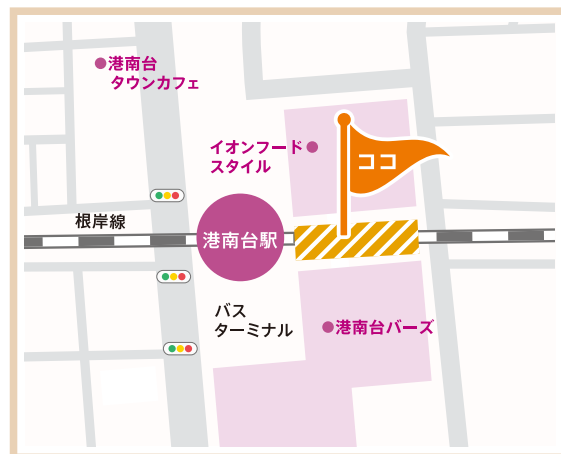 港南台
タウンカフェ
イオンフード
スタイル
ココ
根岸線
港南台駅
バス
ターミナル
港南台バーズ